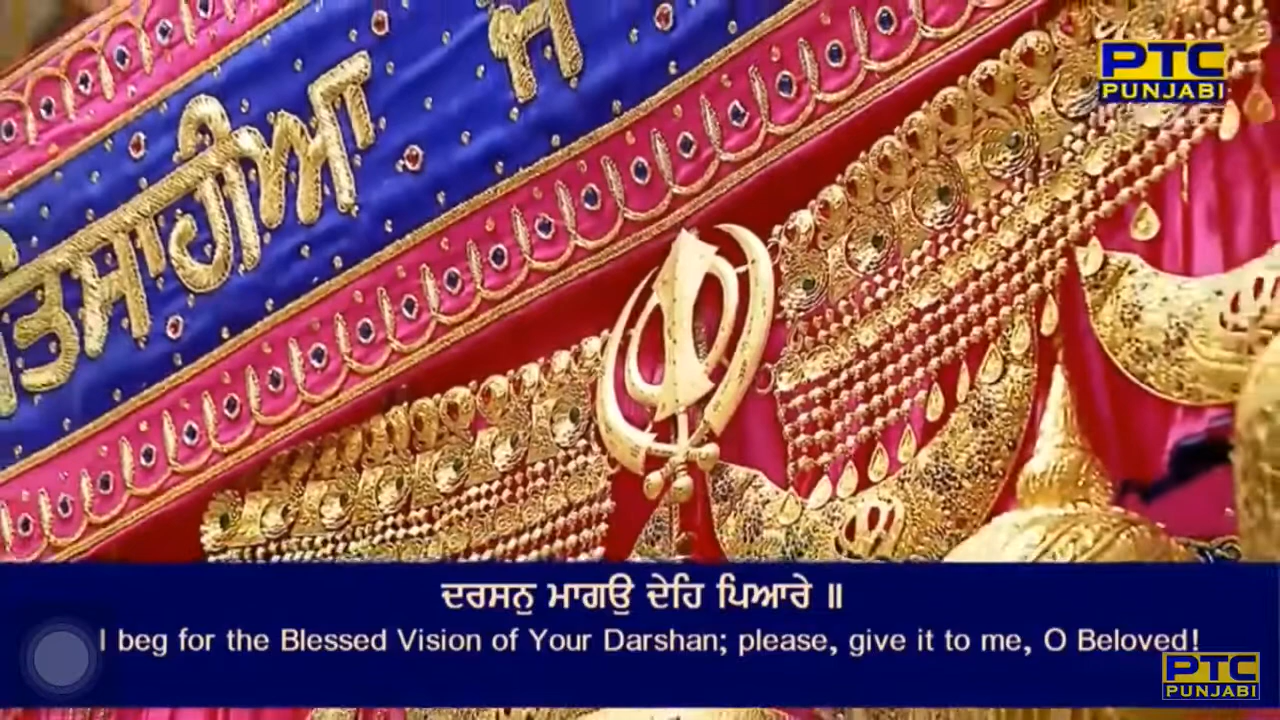 ਤਸਾਹੀਆ
PTC
PUNJABI
ਦਰਸਨੁ ਮਾਗਉ ਦੇਹਿ ਪਿਆਰੇ ॥
I beg for the Blessed Vision of Your Darshan; please, give it to me, O Beloved!
PTC
PUNJABI